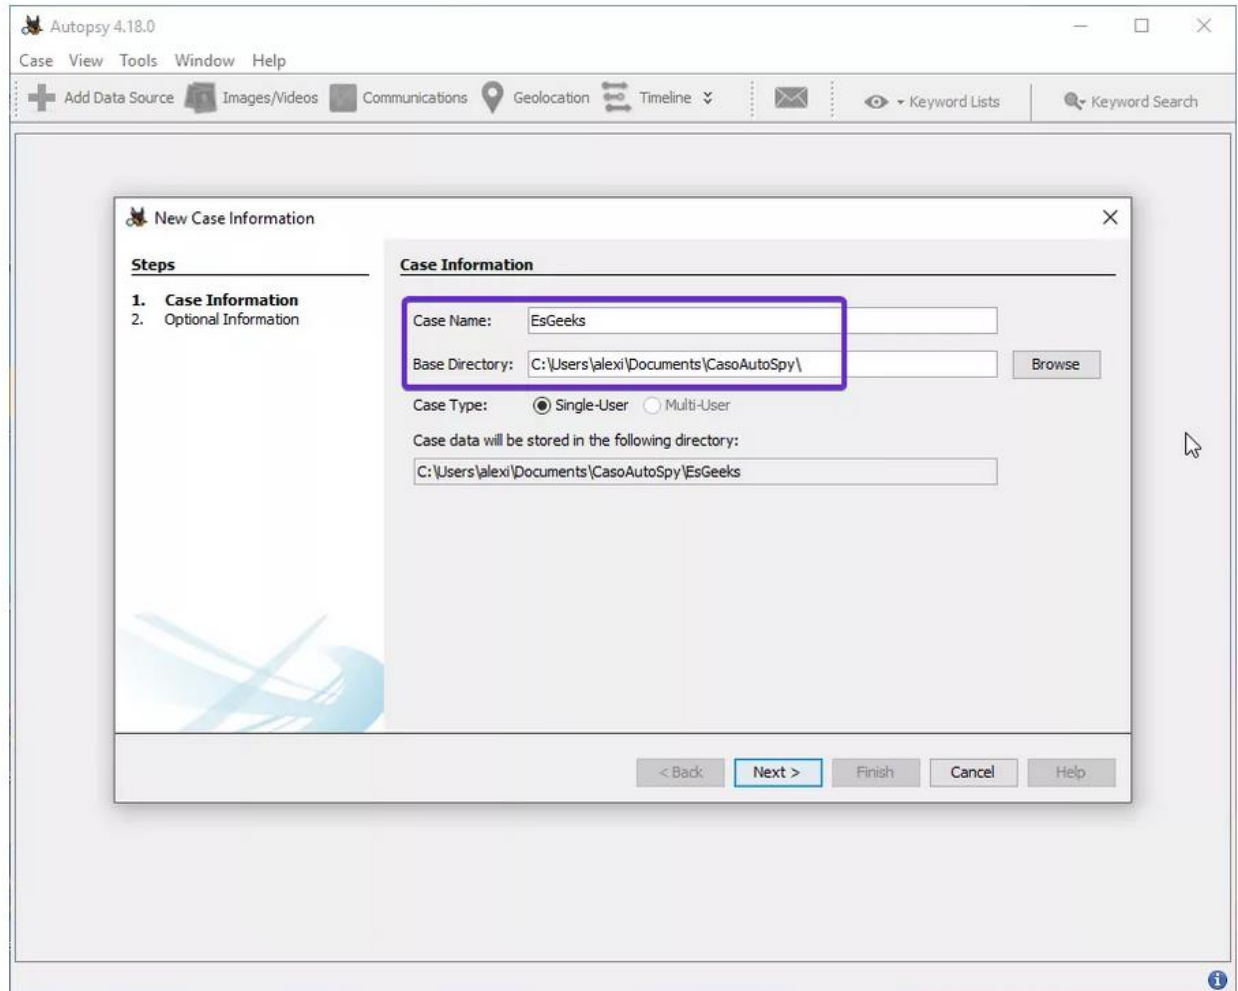 Autopsy 4.18.0
Case View Tools Window Help
Add Data Source Images/Videos Communications Geolocation Timeline Keyword Lists Keyword Search
New Case Information
Steps
1. Case Information
2. Optional Information
Case Information
Case Name: EsGeeks
Base Directory: C:\Users\alexi\Documents\CasoAutoSpy\ Browse
Case Type: Single-User Multi-User
Case data will be stored in the following directory:
C:\Users\alexi\Documents\CasoAutoSpy\EsGeeks
< Back Next > Finish Cancel Help